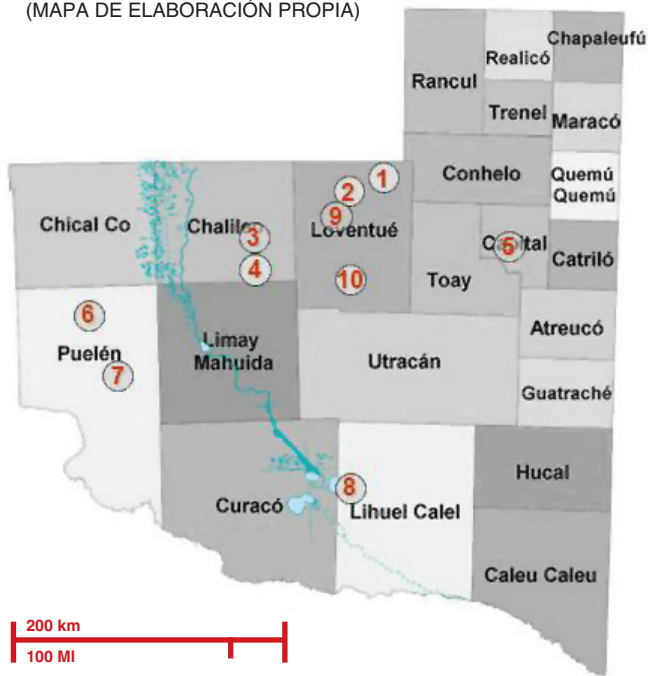 (MAPA DE ELABORACIÓN PROPIA)
Chapaleufú
Realicó
Rancul
Trenel
Maracó
Conhelo
Quemú
Quemú
1
2
9
Loventué
Chical Co
Chalileo
3
4
Capital
5
Catriló
10
Toay
6
Puelén
7
Limay
Mahuida
Utracán
Atreucó
Guatraché
Hucal
8
Curacó
Lihuel Calel
Caleu Caleu
200 km
100 MI